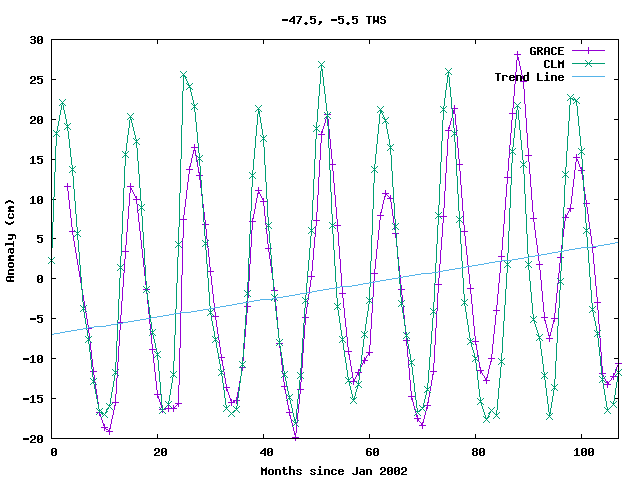 -47.5, -5.5 TWS
GRACE
CLM
Trend Line
30
25
20
15
10
5
0
-5
-10
-15
-20
Anomaly (cm)
0 20 40 60 80 100
Months since Jan 2002